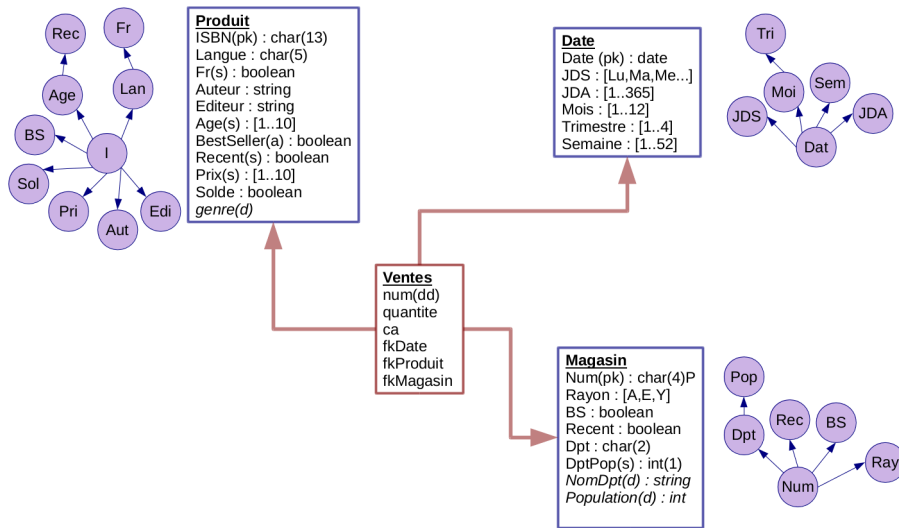 Rec
Fr
Age
Lan
BS
I
Sol
Pri
Aut
Edi
Produit
ISBN(pk) : char(13)
Langue : char(5)
Fr(s) : boolean
Auteur : string
Editeur : string
Age(s) : [1..10]
BestSeller(a) : boolean
Recent(s) : boolean
Prix(s) : [1..10]
Solde : boolean
genre(d)
Date
Date (pk) : date
JDS : [Lu,Ma,Me...]
JDA : [1..365]
Mois : [1..12]
Trimestre : [1..4]
Semaine : [1..52]
Tri
Moi
Sem
JDS
JDA
Dat
Ventes
num(dd)
quantite
ca
fkDate
fkProduit
fkMagasin
Magasin
Num(pk) : char(4)P
Rayon : [A,E,Y]
BS : boolean
Recent : boolean
Dpt : char(2)
DptPop(s) : int(1)
NomDpt(d) : string
Population(d) : int
Pop
Dpt
Rec
BS
Ray
Num